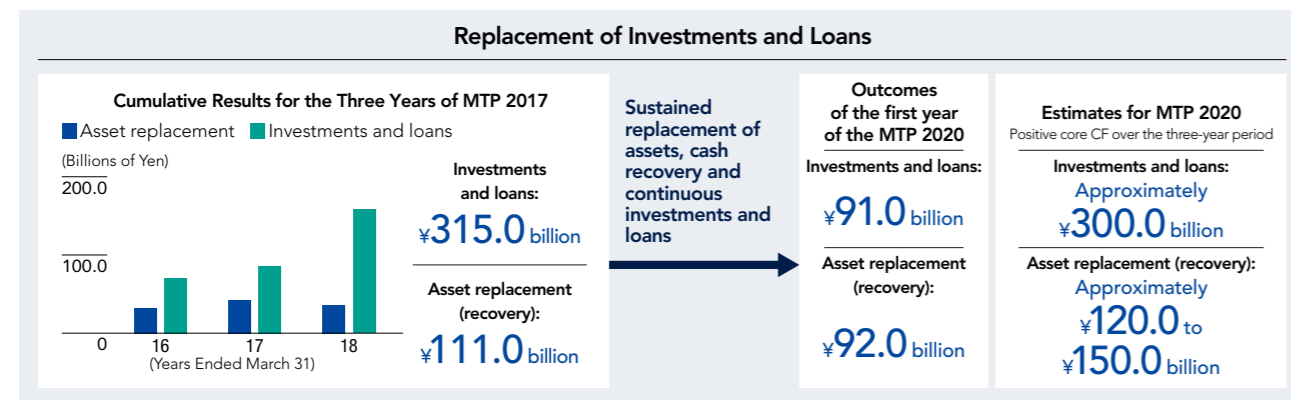 Replacement of Investments and Loans
Cumulative Results for the Three Years of MTP 2017
Asset replacement Investments and loans
(Billions of Yen)
200.0
100.0
0
16 17 18
(Years Ended March 31)
Investments
and loans:
¥315.0 billion
Asset replacement
(recovery):
¥111.0 billion
Sustained
replacement of
assets, cash
recovery and
continuous
investments and
loans
Outcomes
of the first year
of the MTP 2020
Investments and loans:
¥91.0 billion
Asset replacement
(recovery):
¥92.0 billion
Estimates for MTP 2020
Positive core CF over the three-year period
Investments and loans:
Approximately
¥300.0 billion
Asset replacement (recovery):
Approximately
¥120.0 to
¥150.0 billion